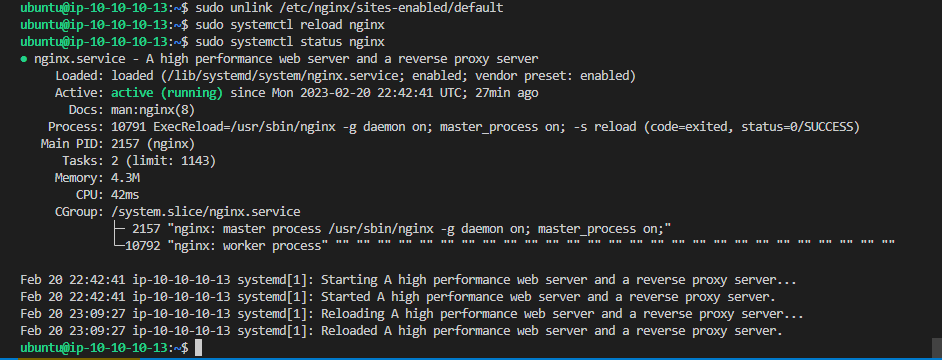 ubuntu@ip-10-10-10-13:~$ sudo unlink /etc/nginx/sites-enabled/default
ubuntu@ip-10-10-10-13:~$ sudo systemctl reload nginx
ubuntu@ip-10-10-10-13:~$ sudo systemctl status nginx
● nginx.service - A high performance web server and a reverse proxy server
Loaded: loaded (/lib/systemd/system/nginx.service; enabled; vendor preset: enabled)
Active: active (running) since Mon 2023-02-20 22:42:41 UTC; 27min ago
Docs: man:nginx(8)
Process: 10791 ExecReload=/usr/sbin/nginx -g daemon on; master_process on; -s reload (code=exited, status=0/SUCCESS)
Main PID: 2157 (nginx)
Tasks: 2 (limit: 1143)
Memory: 4.3M
CPU: 42ms
CGroup: /system.slice/nginx.service
├─ 2157 "nginx: master process /usr/sbin/nginx -g daemon on; master_process on;"
└─10792 "nginx: worker process" "" "" "" "" "" "" "" "" "" "" "" "" "" "" "" "" "" "" "" "" "" "" "" "" "" "" ""
Feb 20 22:42:41 ip-10-10-10-13 systemd[1]: Starting A high performance web server and a reverse proxy server...
Feb 20 22:42:41 ip-10-10-10-13 systemd[1]: Started A high performance web server and a reverse proxy server.
Feb 20 23:09:27 ip-10-10-10-13 systemd[1]: Reloading A high performance web server and a reverse proxy server...
Feb 20 23:09:27 ip-10-10-10-13 systemd[1]: Reloaded A high performance web server and a reverse proxy server.
ubuntu@ip-10-10-10-13:~$